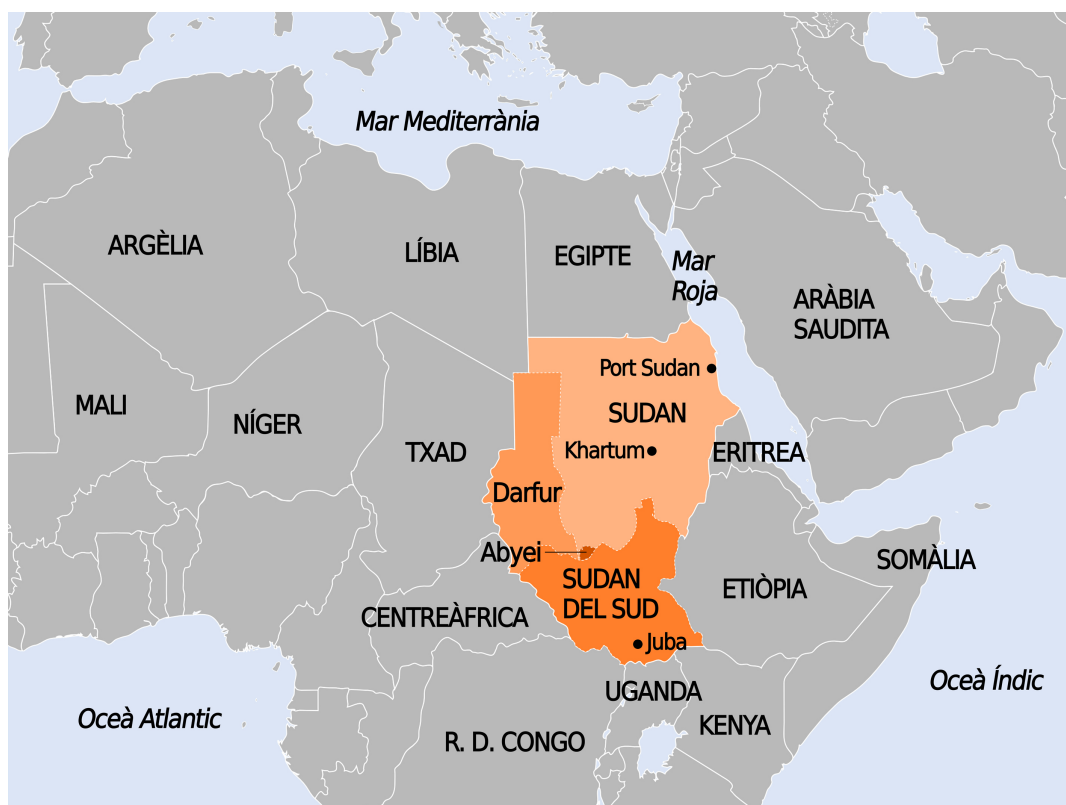 Mar Mediterrània
ARGÈLIA
LÍBIA
EGIPTE
Mar
Roja
ARÀBIA
SAUDITA
Port Sudan
MALI
NÍGER
SUDAN
TXAD
Khartum
ERITREA
Darfur
Abyei
SOMÀLIA
SUDAN
DEL SUD
ETIÒPIA
CENTREÀFRICA
Juba
Oceà Índic
UGANDA
Oceà Atlantic
KENYA
R. D. CONGO